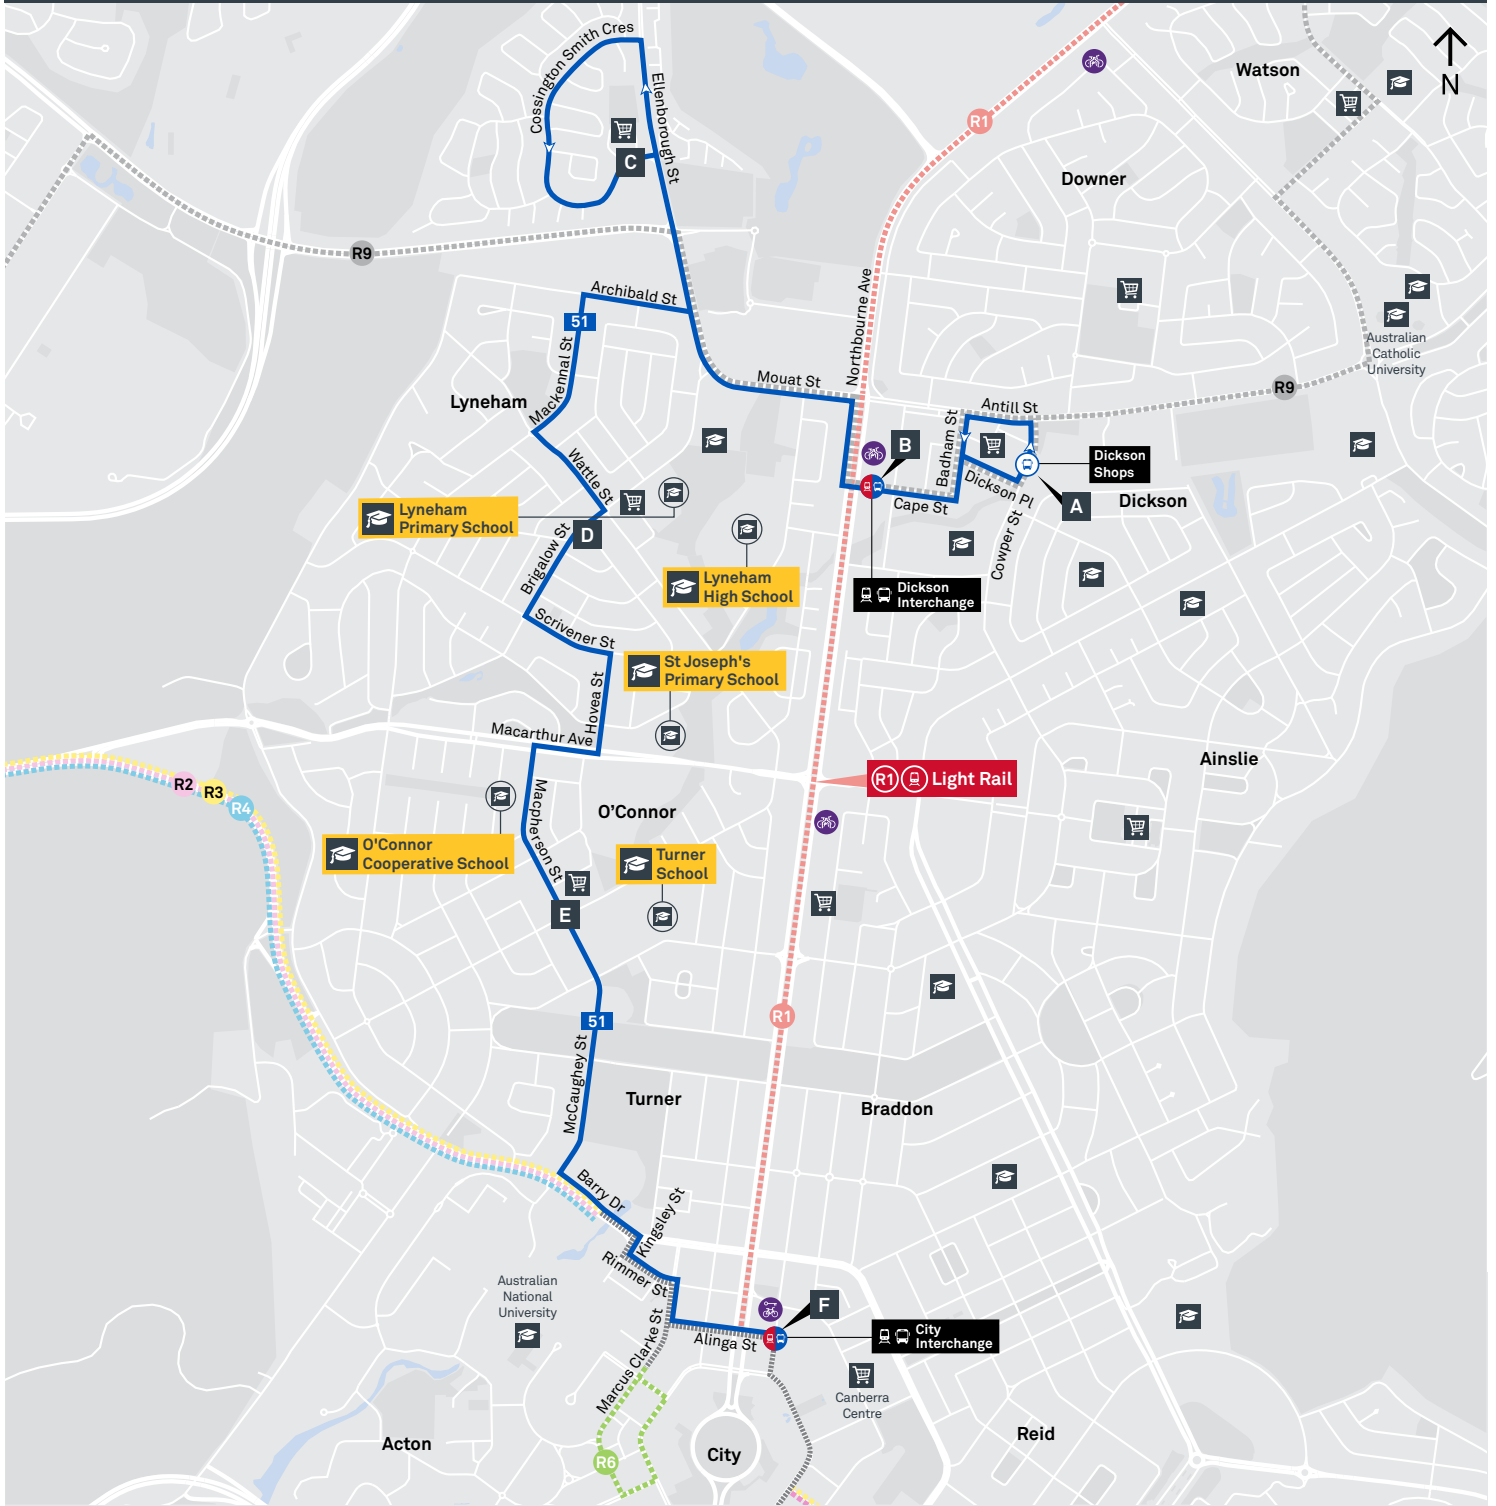 Cossington Smith Cres
Ellenborough St
C
N
Watson
R1
Downer
R9
Archibald St
51
Mackennal St
Lyneham
Mouat St
Northbourne Ave
Australian
Catholic
University
R9
Antill St
Badham St
B
Dickson
Shops
Dickson Pl
A
Dickson
Cape St
Cowper St
Wattle St
Lyneham
Primary School
D
Brigalow St
Lyneham
High School
Dickson
Interchange
Scrivener St
St Joseph's
Primary School
Hovea St
Macarthur Ave
R2
R3
R4
R1
Light Rail
Ainslie
Macpherson St
O'Connor
O'Connor
Cooperative School
Turner
School
E
R1
51
McCaughey St
Turner
Braddon
Barry Dr
Kingsley St
Rimmer St
Australian
National
University
F
City
Interchange
Alinga St
Marcus Clarke St
Canberra
Centre
Acton
R6
City
Reid